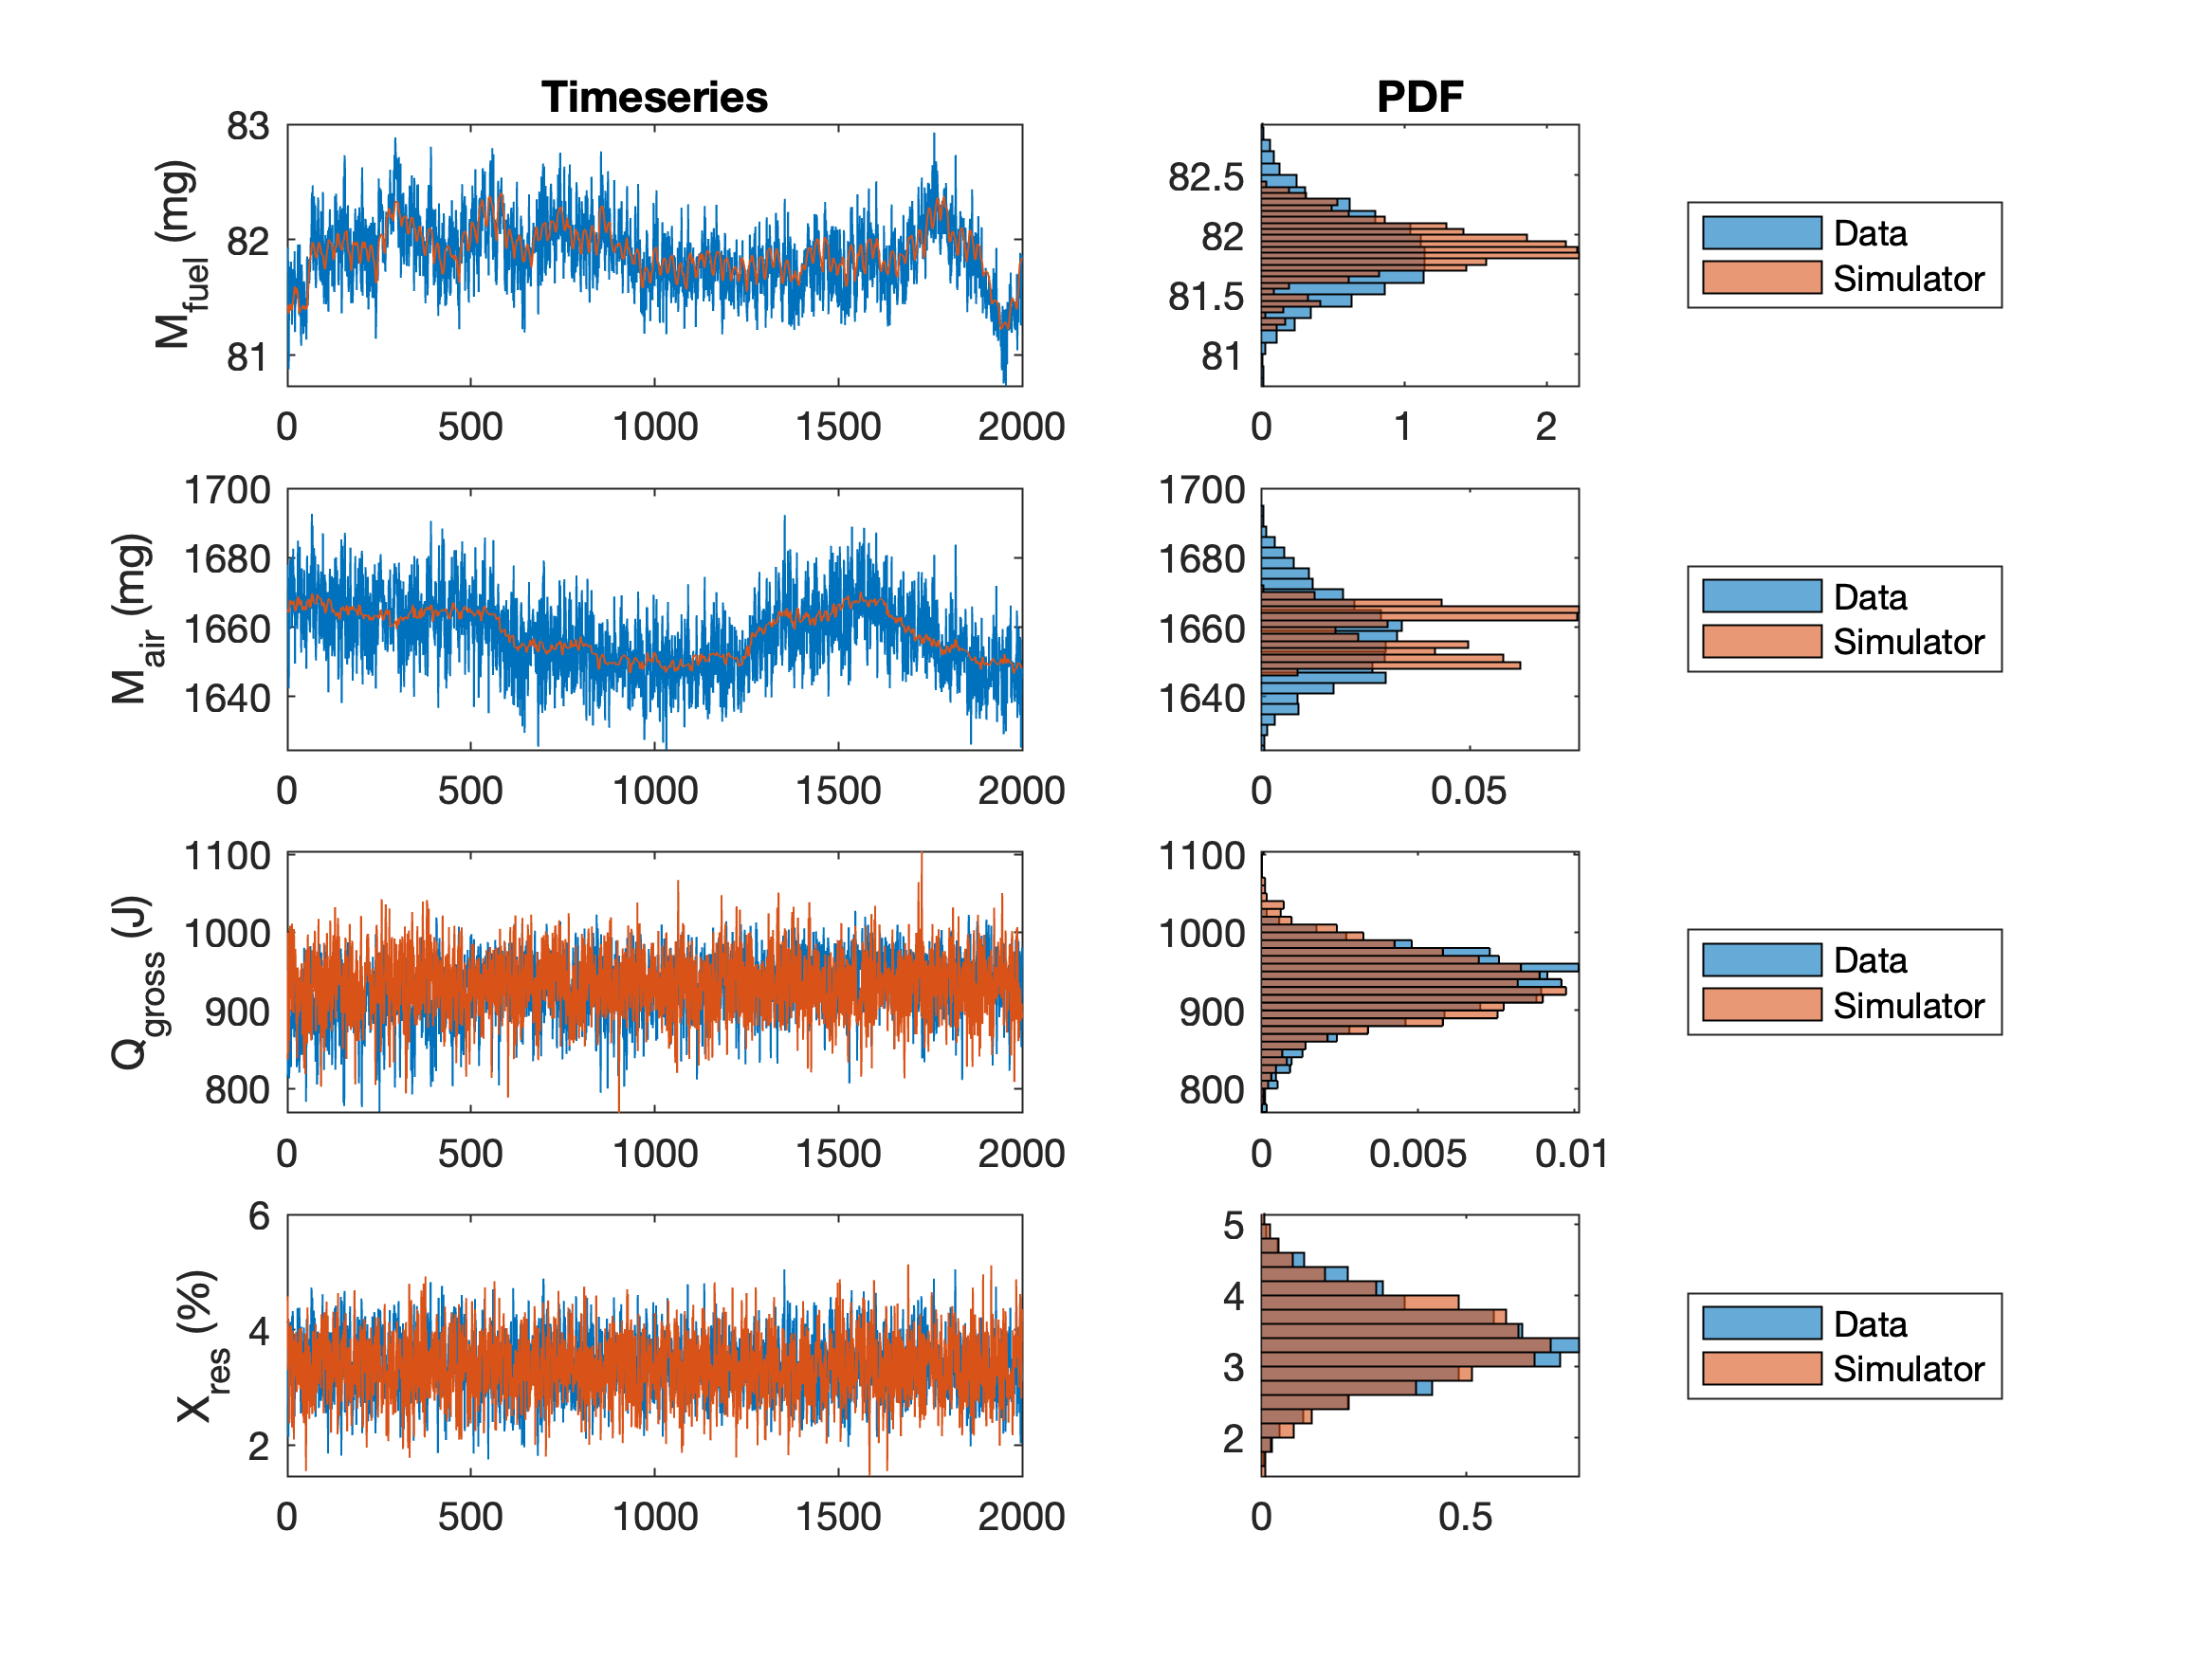 Timeseries
PDF
M_fuel (mg)
83
82
81
0 500 1000 1500 2000
82.5
82
81.5
81
0 1 2
Data
Simulator
M_air (mg)
1700
1680
1660
1640
0 500 1000 1500 2000
1700
1680
1660
1640
0 0.05
Data
Simulator
Q_gross (J)
1100
1000
900
800
0 500 1000 1500 2000
1100
1000
900
800
0 0.005 0.01
Data
Simulator
X_res (%)
6
4
2
0 500 1000 1500 2000
5
4
3
2
0 0.5
Data
Simulator